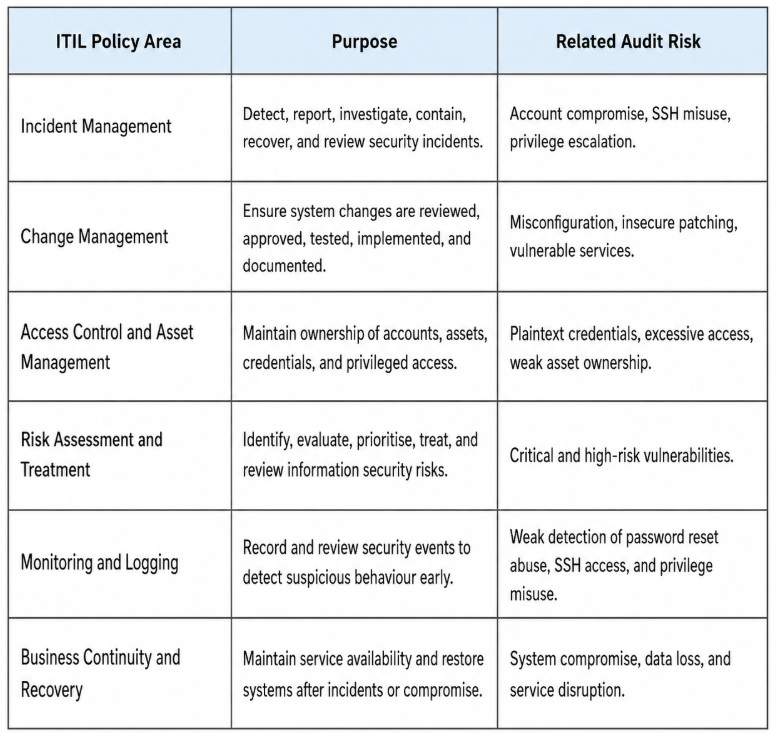 ITIL Policy Area
Purpose
Related Audit Risk
Incident Management
Detect, report, investigate, contain,
recover, and review security incidents.
Account compromise, SSH misuse,
privilege escalation.
Change Management
Ensure system changes are reviewed,
approved, tested, implemented, and
documented.
Misconfiguration, insecure patching,
vulnerable services.
Access Control and Asset
Management
Maintain ownership of accounts, assets,
credentials, and privileged access.
Plaintext credentials, excessive access,
weak asset ownership.
Risk Assessment and
Treatment
Identify, evaluate, prioritise, treat, and
review information security risks.
Critical and high-risk vulnerabilities.
Monitoring and Logging
Record and review security events to
detect suspicious behaviour early.
Weak detection of password reset
abuse, SSH access, and privilege
misuse.
Business Continuity and
Recovery
Maintain service availability and restore
systems after incidents or compromise.
System compromise, data loss, and
service disruption.